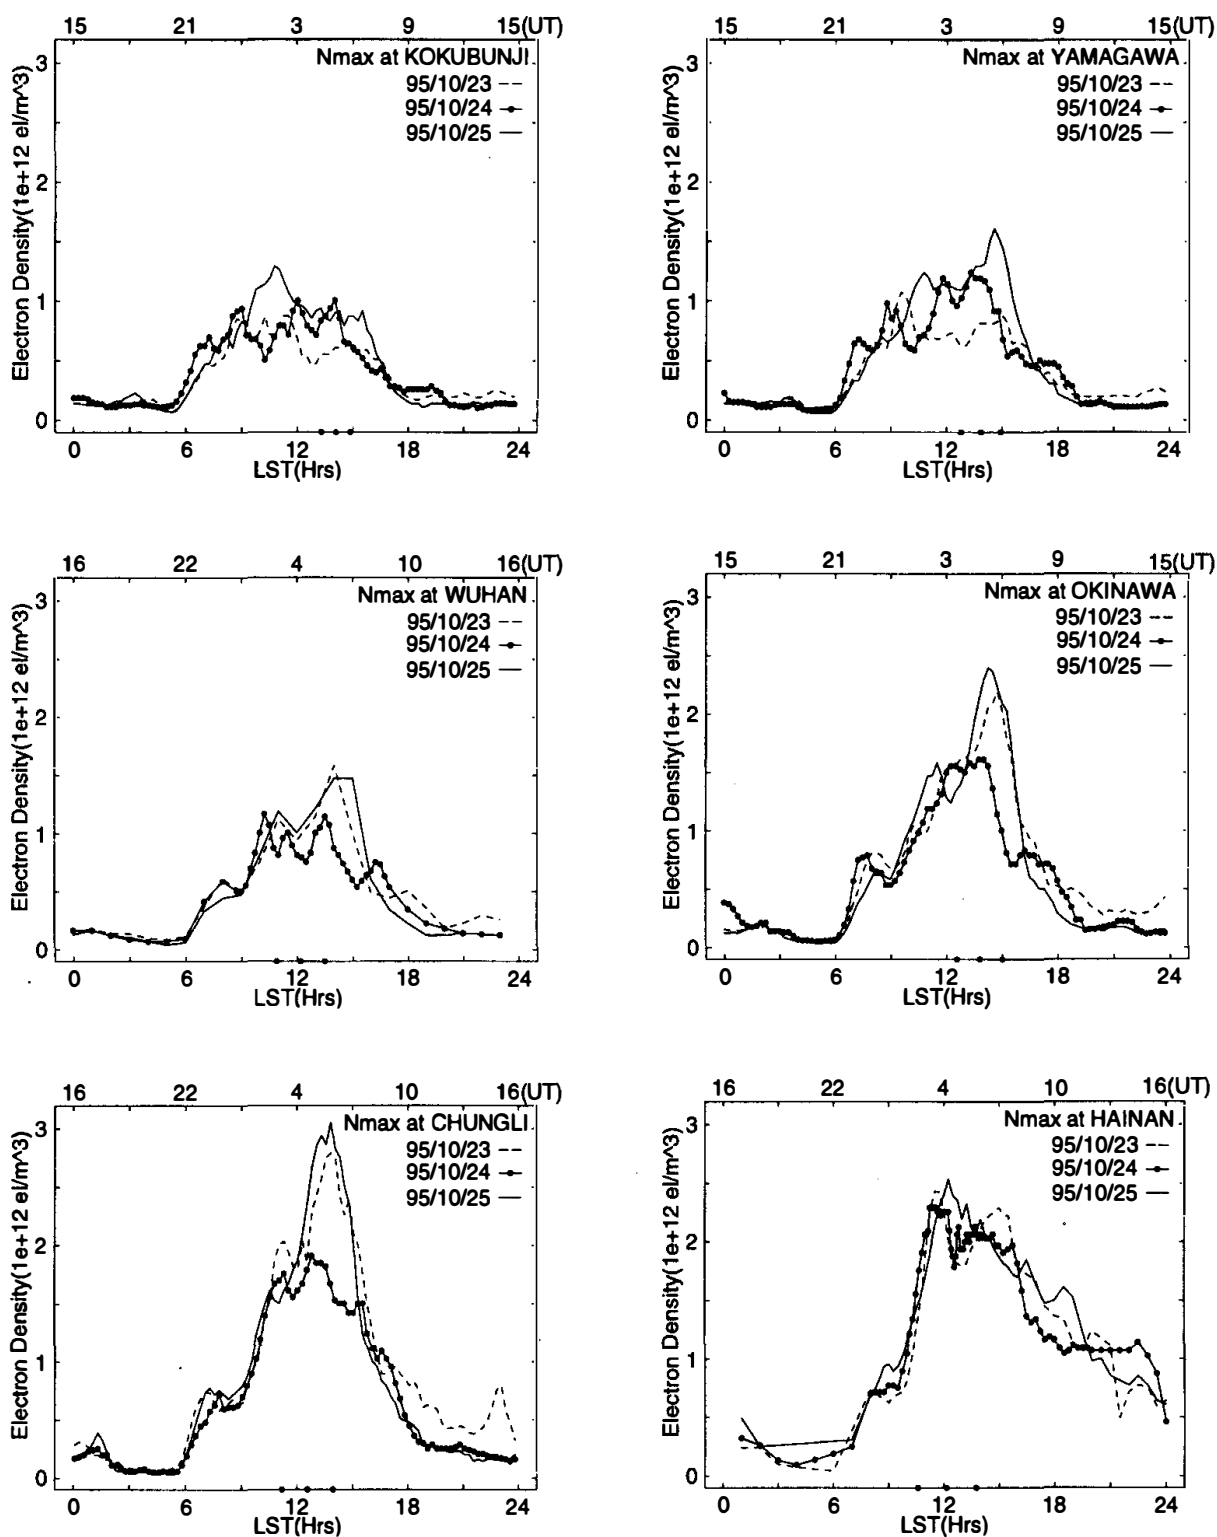 15 21 3 9 15(UT)
Nmax at KOKUBUNJI
95/10/23
95/10/24
95/10/25
Electron Density(1e+12 el/m^3)
3
2
1
0
0 6 12 18 24
LST(Hrs)
15 21 3 9 15(UT)
Nmax at YAMAGAWA
95/10/23
95/10/24
95/10/25
Electron Density(1e+12 el/m^3)
3
2
1
0
0 6 12 18 24
LST(Hrs)
16 22 4 10 16(UT)
Nmax at WUHAN
95/10/23
95/10/24
95/10/25
Electron Density(1e+12 el/m^3)
3
2
1
0
0 6 12 18 24
LST(Hrs)
15 21 3 9 15(UT)
Nmax at OKINAWA
95/10/23
95/10/24
95/10/25
Electron Density(1e+12 el/m^3)
3
2
1
0
0 6 12 18 24
LST(Hrs)
16 22 4 10 16(UT)
Nmax at CHUNGLI
95/10/23
95/10/24
95/10/25
Electron Density(1e+12 el/m^3)
3
2
1
0
0 6 12 18 24
LST(Hrs)
16 22 4 10 16(UT)
Nmax at HAINAN
95/10/23
95/10/24
95/10/25
Electron Density(1e+12 el/m^3)
3
2
1
0
0 6 12 18 24
LST(Hrs)